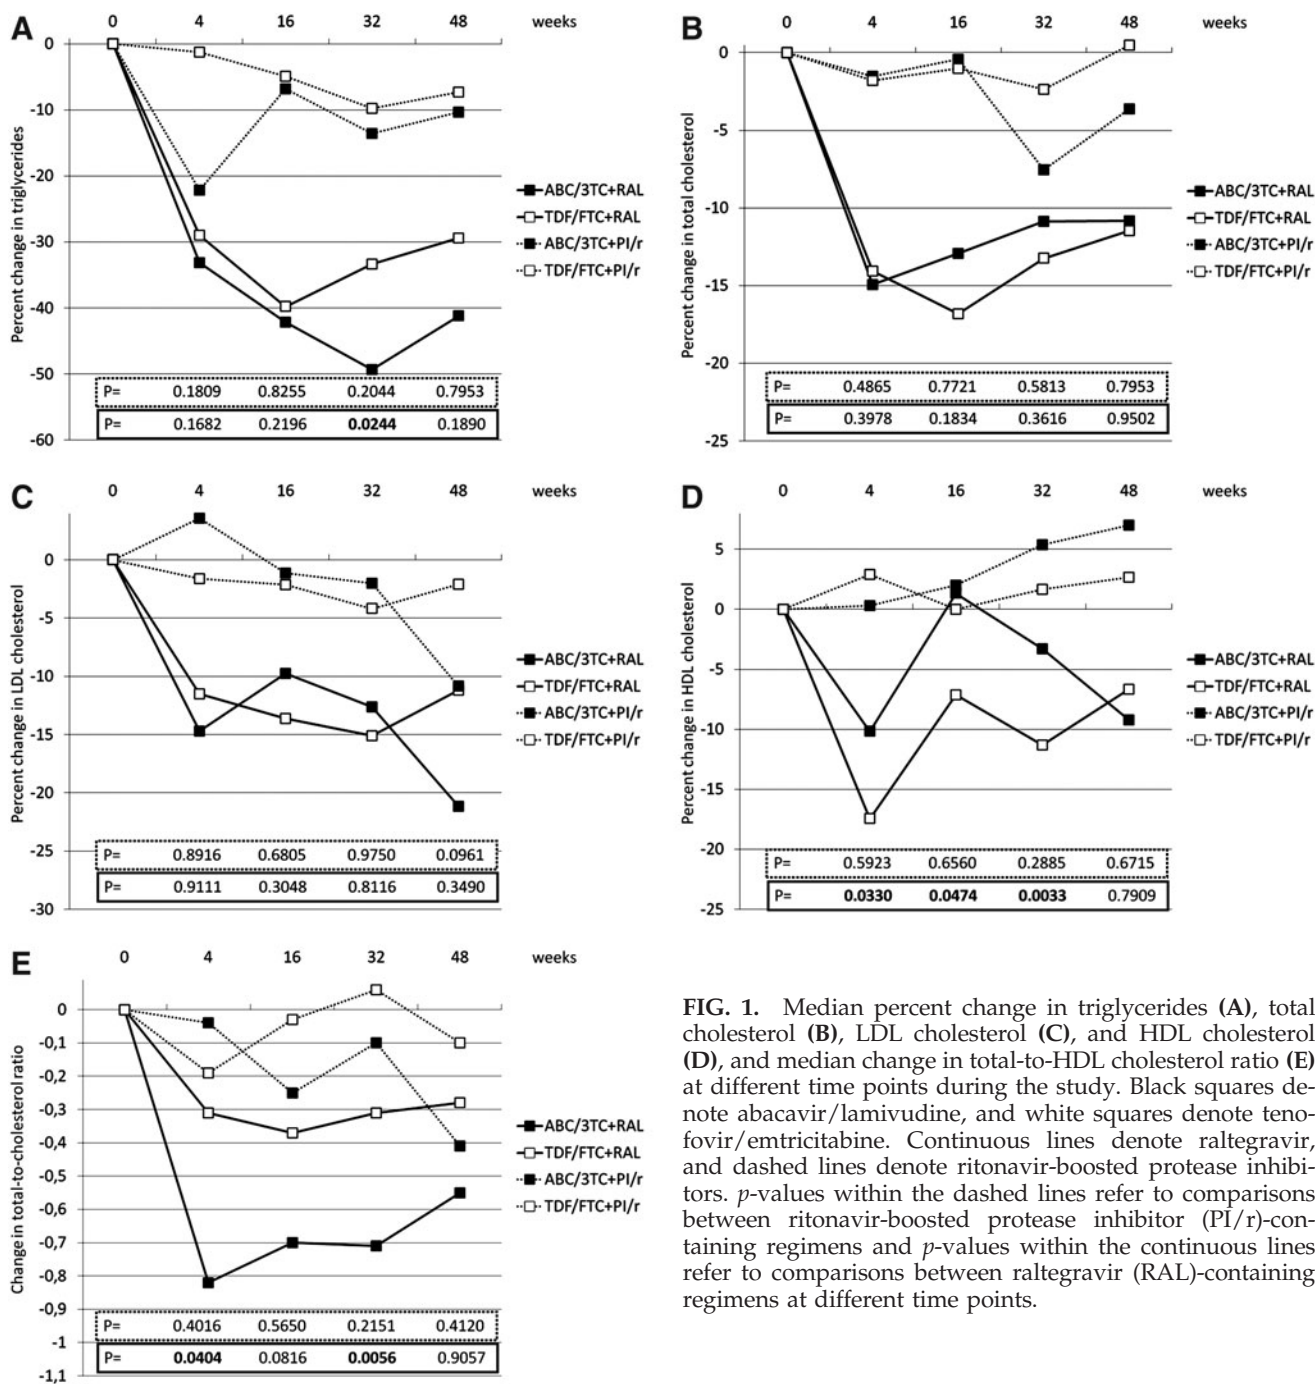 A
0 4 16 32 48 weeks
Percent change in triglycerides
0
-10
-20
-30
-40
-50
-60
ABC/3TC+RAL
TDF/FTC+RAL
ABC/3TC+PI/r
TDF/FTC+PI/r
P= 0.1809 0.8255 0.2044 0.7953
P= 0.1682 0.2196 0.0244 0.1890
B
0 4 16 32 48 weeks
Percent change in total cholesterol
0
-5
-10
-15
-20
-25
ABC/3TC+RAL
TDF/FTC+RAL
ABC/3TC+PI/r
TDF/FTC+PI/r
P= 0.4865 0.7721 0.5813 0.7953
P= 0.3978 0.1834 0.3616 0.9502
C
0 4 16 32 48 weeks
Percent change in LDL cholesterol
0
-5
-10
-15
-20
-25
-30
ABC/3TC+RAL
TDF/FTC+RAL
ABC/3TC+PI/r
TDF/FTC+PI/r
P= 0.8916 0.6805 0.9750 0.0961
P= 0.9111 0.3048 0.8116 0.3490
D
0 4 16 32 48 weeks
Percent change in HDL cholesterol
5
0
-5
-10
-15
-20
-25
ABC/3TC+RAL
TDF/FTC+RAL
ABC/3TC+PI/r
TDF/FTC+PI/r
P= 0.5923 0.6560 0.2885 0.6715
P= 0.0330 0.0474 0.0033 0.7909
E
0 4 16 32 48 weeks
Change in total-to-cholesterol ratio
0
-0,1
-0,2
-0,3
-0,4
-0,5
-0,6
-0,7
-0,8
-0,9
-1
-1,1
ABC/3TC+RAL
TDF/FTC+RAL
ABC/3TC+PI/r
TDF/FTC+PI/r
P= 0.4016 0.5650 0.2151 0.4120
P= 0.0404 0.0816 0.0056 0.9057
FIG. 1. Median percent change in triglycerides (A), total
cholesterol (B), LDL cholesterol (C), and HDL cholesterol
(D), and median change in total-to-HDL cholesterol ratio (E)
at different time points during the study. Black squares de-
note abacavir/lamivudine, and white squares denote teno-
fovir/emtricitabine. Continuous lines denote raltegravir,
and dashed lines denote ritonavir-boosted protease inhibi-
tors. p-values within the dashed lines refer to comparisons
between ritonavir-boosted protease inhibitor (PI/r)-con-
taining regimens and p-values within the continuous lines
refer to comparisons between raltegravir (RAL)-containing
regimens at different time points.